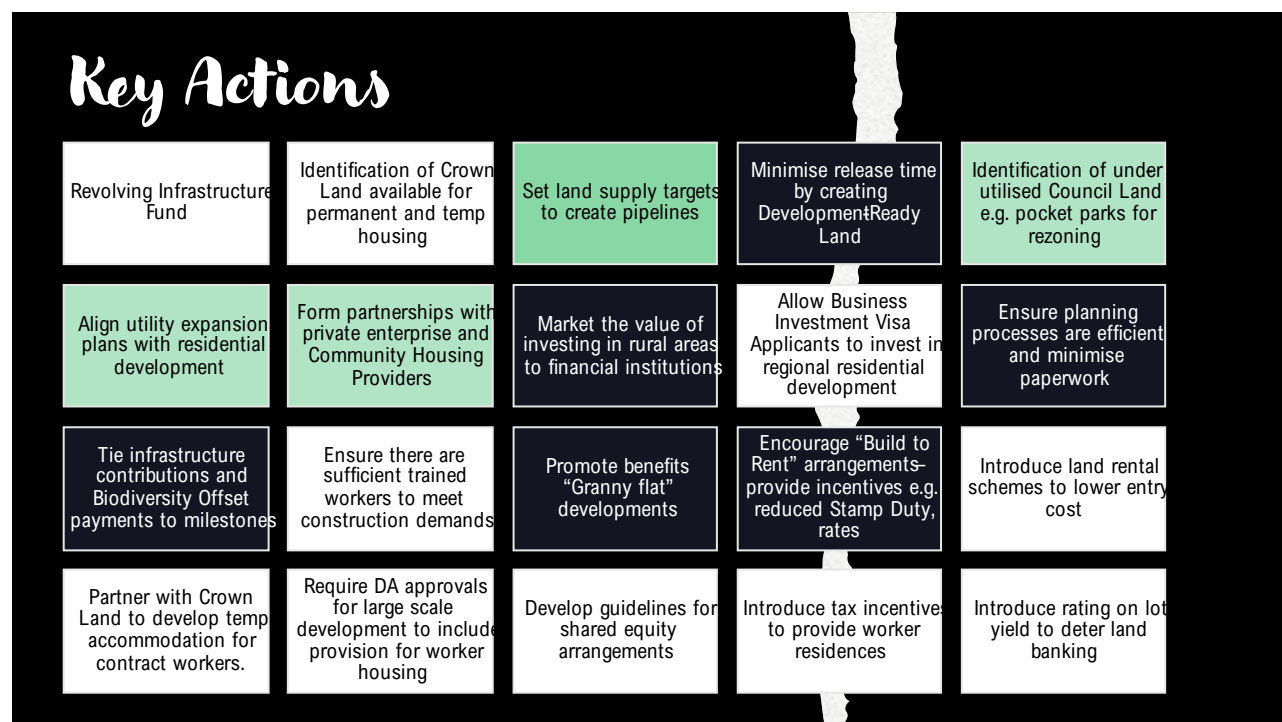 Key Actions
Revolving Infrastructure
Fund
Identification of Crown
Land available for
permanent and temp
housing
Set land supply targets
to create pipelines
Minimise release time
by creating
Development-Ready
Land
Identification of under
utilised Council Land
e.g. pocket parks for
rezoning
Align utility expansion
plans with residential
development
Form partnerships with
private enterprise and
Community Housing
Providers
Market the value of
investing in rural areas
to financial institutions
Allow Business
Investment Visa
Applicants to invest in
regional residential
development
Ensure planning
processes are efficient
and minimise
paperwork
Tie infrastructure
contributions and
Biodiversity Offset
payments to milestones
Ensure there are
sufficient trained
workers to meet
construction demands
Promote benefits
“Granny flat”
developments
Encourage “Build to
Rent” arrangements–
provide incentives e.g.
reduced Stamp Duty,
rates
Introduce land rental
schemes to lower entry
cost
Partner with Crown
Land to develop temp
accommodation for
contract workers.
Require DA approvals
for large scale
development to include
provision for worker
housing
Develop guidelines for
shared equity
arrangements
Introduce tax incentives
to provide worker
residences
Introduce rating on lot
yield to deter land
banking